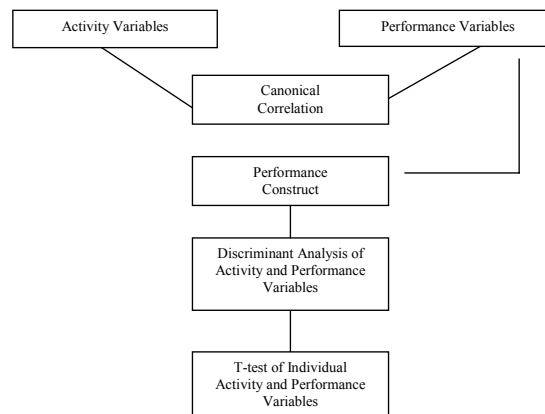 Activity Variables
Performance Variables
Canonical
Correlation
Performance
Construct
Discriminant Analysis of
Activity and Performance
Variables
T-test of Individual
Activity and Performance
Variables